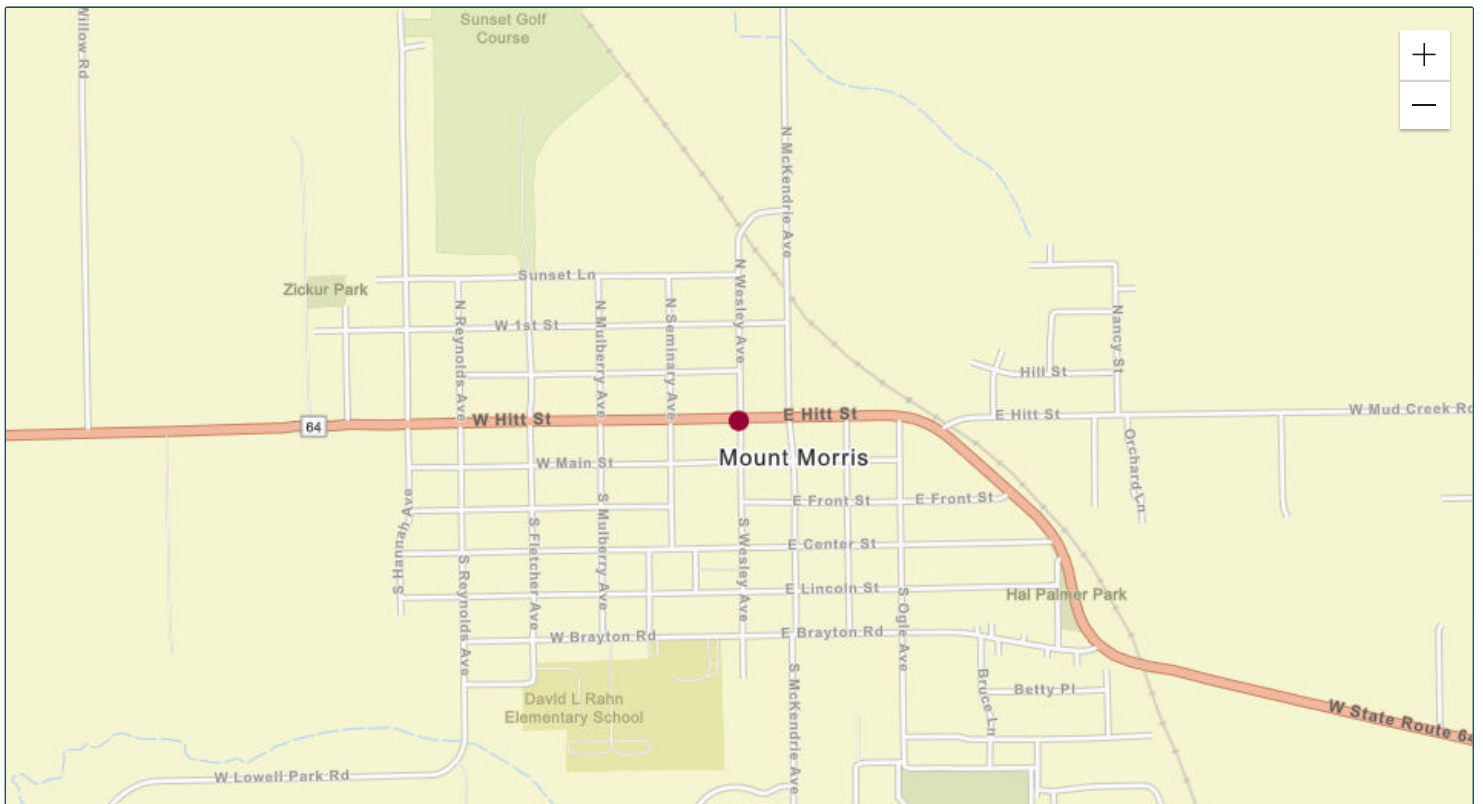 Sunset Golf
Course
Willow Rd
+
−
N McKendrie Ave
Sunset Ln
N Wesley Ave
Zickur Park
N Reynolds Ave
N Mulberry Ave
N Seminary Ave
W 1st St
Nancy St
Hill St
W Hitt St
64
E Hitt St
E Hitt St
W Mud Creek Rd
Mount Morris
W Main St
Orchard Ln
S Hannah Ave
S Mulberry Ave
E Front St
E Front St
S Fletcher Ave
S Wesley Ave
E Center St
S Reynolds Ave
E Lincoln St
S Ogle Ave
Hal Palmer Park
W Brayton Rd
E Brayton Rd
S McKendrie Ave
Bruce Ln
Betty Pl
David L Rahn
Elementary School
W State Route 64
W Lowell Park Rd